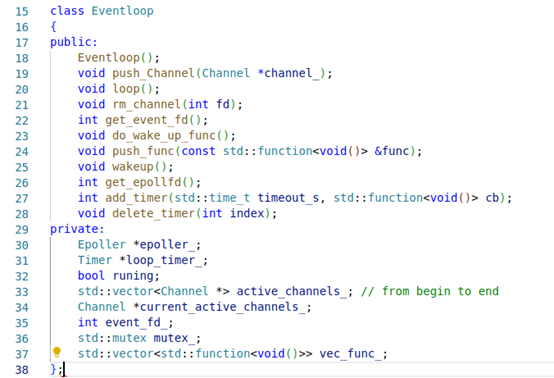 15 class Eventloop
16 {
17 public:
18     Eventloop();
19     void push_Channel(Channel *channel_);
20     void loop();
21     void rm_channel(int fd);
22     int get_event_fd();
23     void do_wake_up_func();
24     void push_func(const std::function<void()> &func);
25     void wakeup();
26     int get_epollfd();
27     int add_timer(std::time_t timeout_s, std::function<void()> cb);
28     void delete_timer(int index);
29 private:
30     Epoller *epoller_;
31     Timer *loop_timer_;
32     bool runing;
33     std::vector<Channel *> active_channels_; // from begin to end
34     Channel *current_active_channels_;
35     int event_fd_;
36     std::mutex mutex_;
37     std::vector<std::function<void()>> vec_func_;
38 };